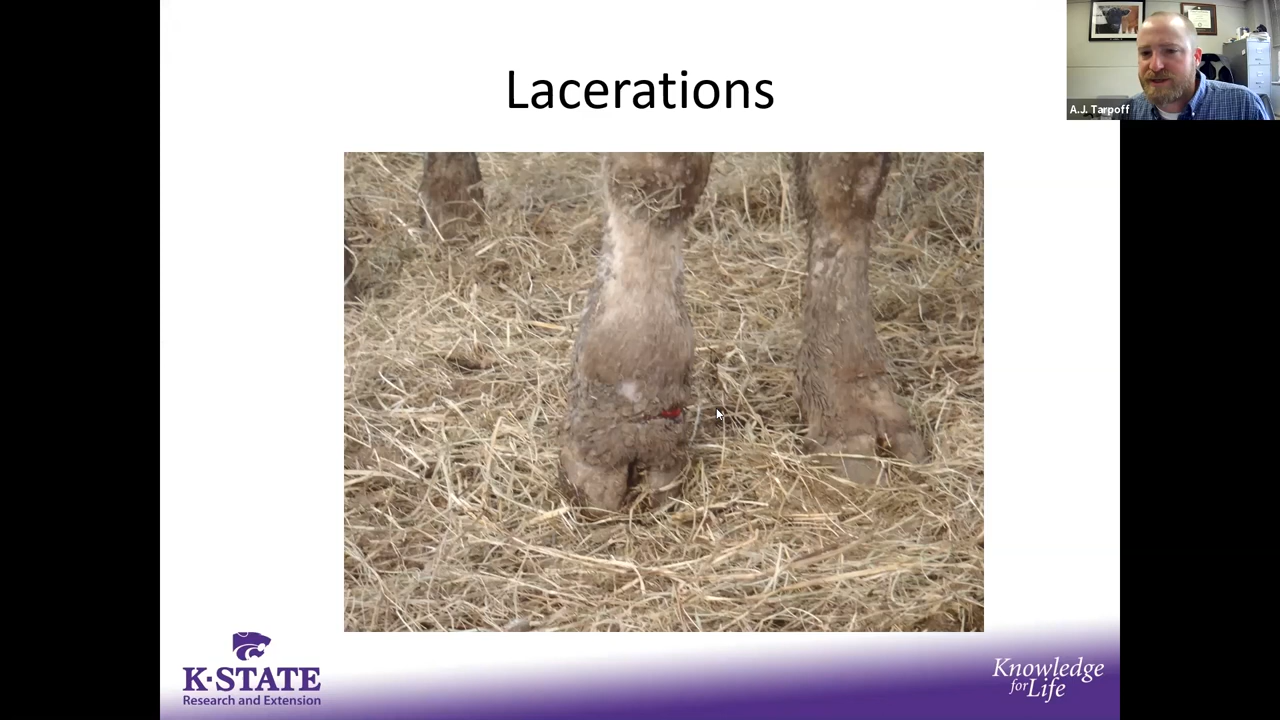 Lacerations
A.J. Tarpoff
K-STATE
Research and Extension
Knowledge
for Life